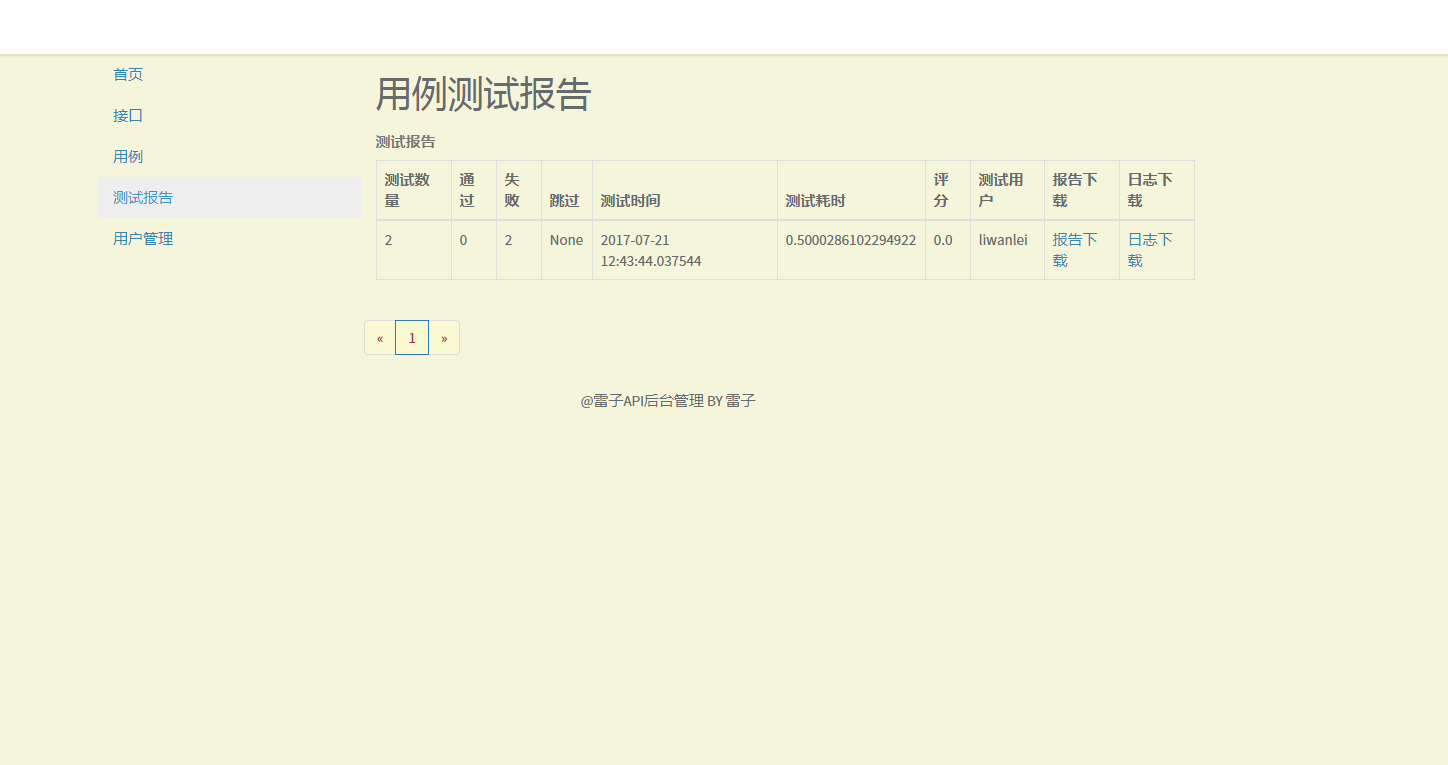 首页
接口
用例
测试报告
用户管理
用例测试报告
测试报告
测试数量 通过 失败 跳过 测试时间 测试耗时 评分 测试用户 报告下载 日志下载
2 0 2 None 2017-07-21 12:43:44.037544 0.5000286102294922 0.0 liwanlei 报告下载 日志下载
« 1 »
@雷子API后台管理 BY 雷子